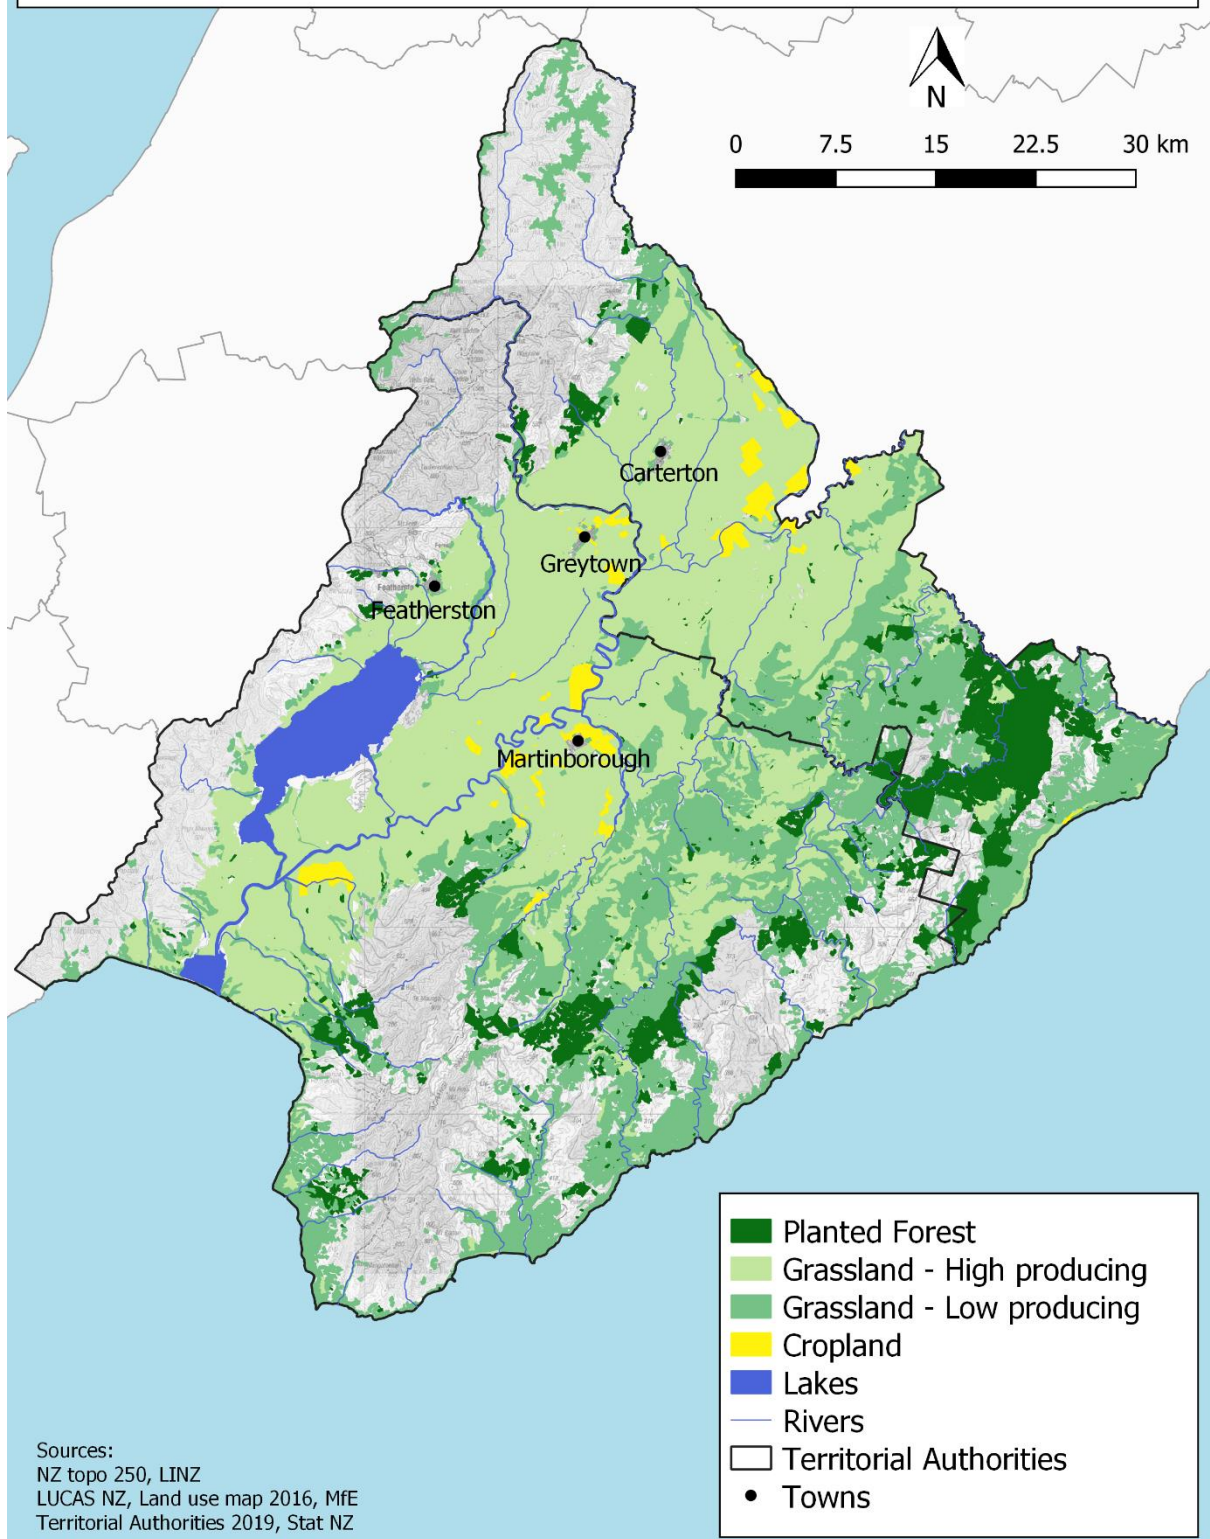 N
0 7.5 15 22.5 30 km
Carterton
Greytown
Featherston
Martinborough
Planted Forest
Grassland - High producing
Grassland - Low producing
Cropland
Lakes
Rivers
Territorial Authorities
Towns
Sources:
NZ topo 250, LINZ
LUCAS NZ, Land use map 2016, MfE
Territorial Authorities 2019, Stat NZ